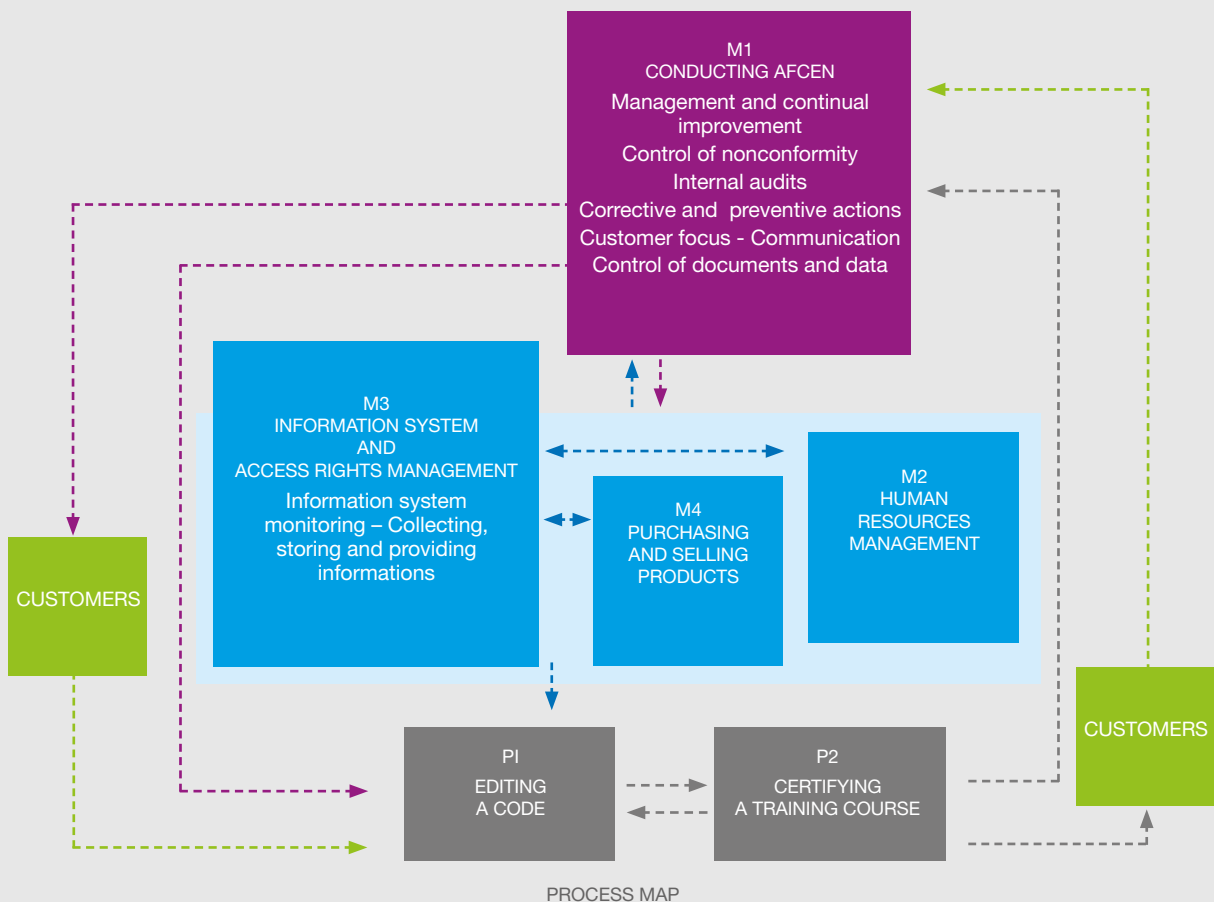 M1
CONDUCTING AFCEN
Management and continual
improvement
Control of nonconformity
Internal audits
Corrective and preventive actions
Customer focus - Communication
Control of documents and data
M3
INFORMATION SYSTEM
AND
ACCESS RIGHTS MANAGEMENT
Information system
monitoring – Collecting,
storing and providing
informations
M4
PURCHASING
AND SELLING
PRODUCTS
M2
HUMAN
RESOURCES
MANAGEMENT
CUSTOMERS
CUSTOMERS
PI
EDITING
A CODE
P2
CERTIFYING
A TRAINING COURSE
PROCESS MAP